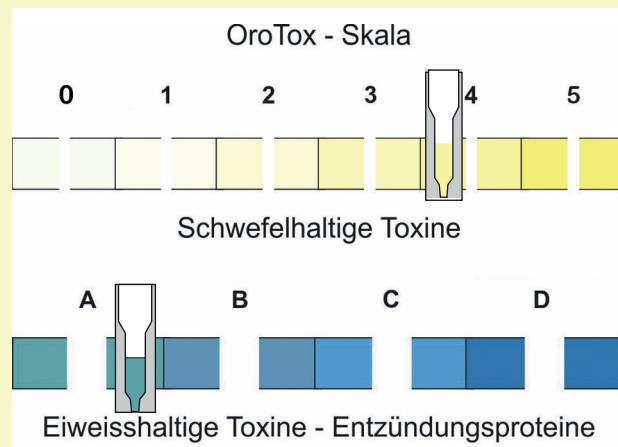 OroTox - Skala
0 1 2 3 4 5
Schwefelhaltige Toxine
A B C D
Eiweisshaltige Toxine - Entzündungsproteine